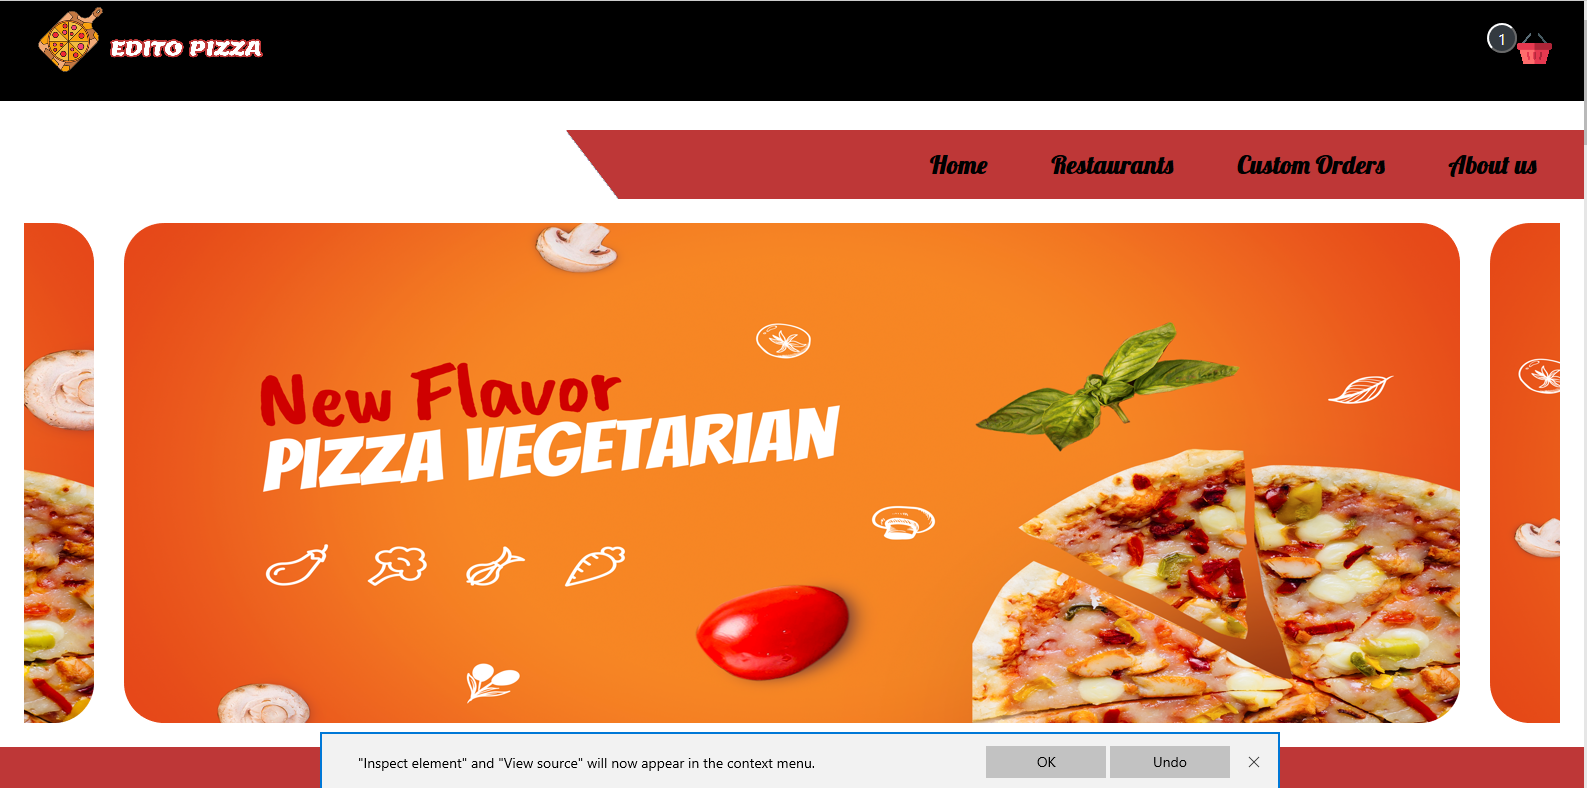 EDITO PIZZA
1
Home Restaurants Custom Orders About us
New Flavor
PIZZA VEGETARIAN
"Inspect element" and "View source" will now appear in the context menu.
OK Undo